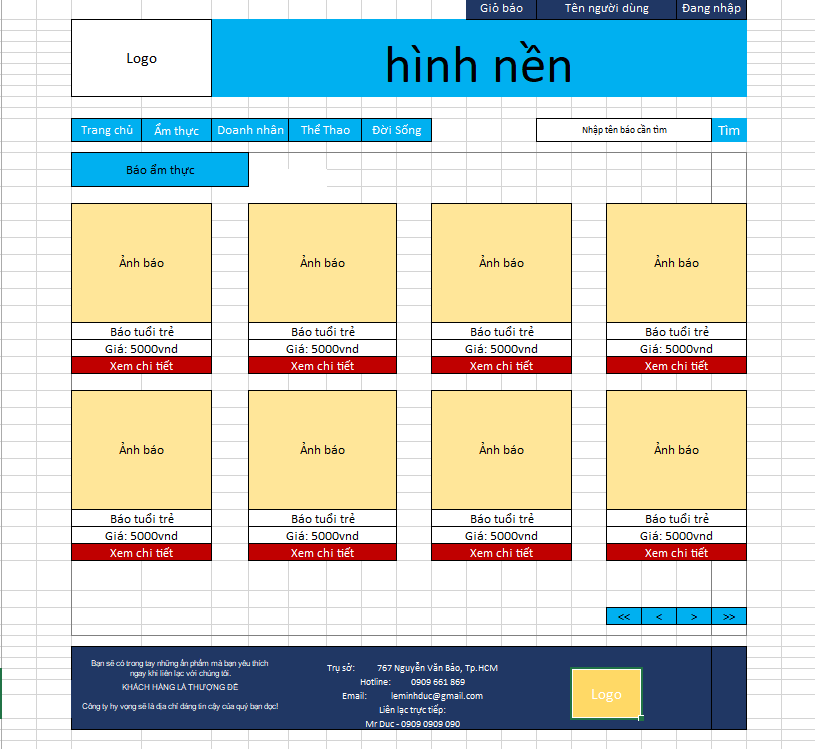 Giỏ báo Tên người dùng Đang nhập
Logo
hình nền
Trang chủ Ẩm thực Doanh nhân Thể Thao Đời Sống Nhập tên báo cần tìm Tìm
Báo ẩm thực
Ảnh báo Ảnh báo Ảnh báo Ảnh báo
Báo tuổi trẻ Báo tuổi trẻ Báo tuổi trẻ Báo tuổi trẻ
Giá: 5000vnd Giá: 5000vnd Giá: 5000vnd Giá: 5000vnd
Xem chi tiết Xem chi tiết Xem chi tiết Xem chi tiết
Ảnh báo Ảnh báo Ảnh báo Ảnh báo
Báo tuổi trẻ Báo tuổi trẻ Báo tuổi trẻ Báo tuổi trẻ
Giá: 5000vnd Giá: 5000vnd Giá: 5000vnd Giá: 5000vnd
Xem chi tiết Xem chi tiết Xem chi tiết Xem chi tiết
<< < > >>
Bạn sẽ có trong tay những ấn phẩm mà bạn yêu thích
ngay khi liên lạc với chúng tôi.
KHÁCH HÀNG LÀ THƯỢNG ĐẾ
Công ty hy vọng sẽ là địa chỉ đáng tin cậy của quý bạn đọc!
Trụ sở: 767 Nguyễn Văn Bảo, Tp.HCM
Hotline: 0909 661 869
Email: leminhduc@gmail.com
Liên lạc trực tiếp:
Mr Duc - 0909 0909 090
Logo